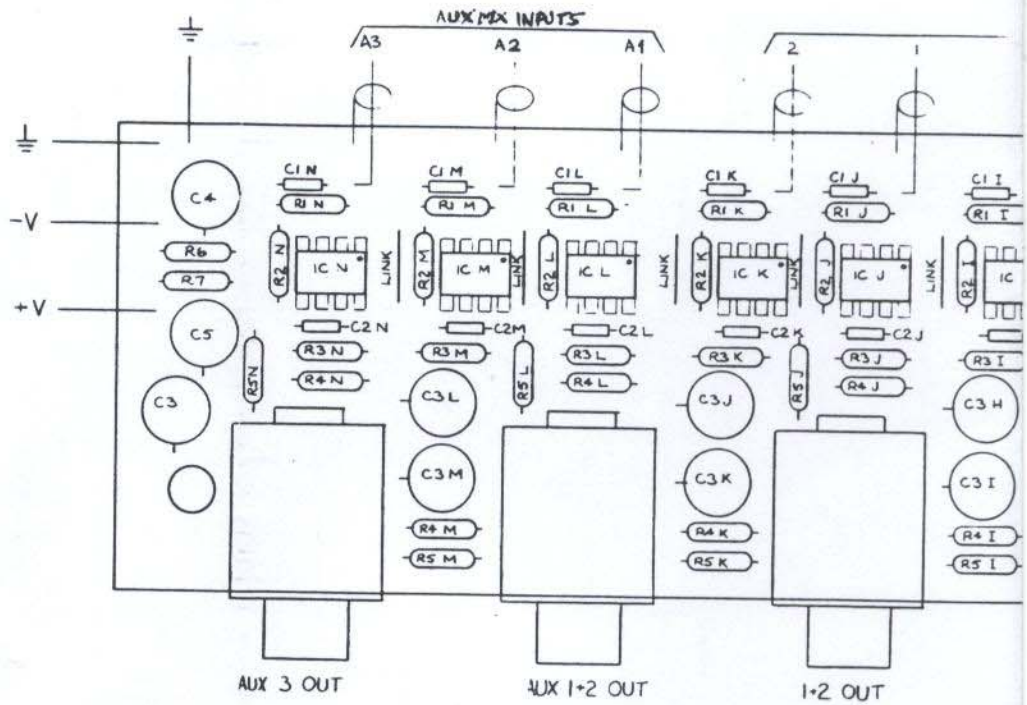 AUX MIX INPUTS
A3 A2 A1 2 1
C1 N C1 M C1 L C1 K C1 J C1 I
C4 R1 N R1 M R1 L R1 K R1 J R1 I
-V
R6 R2 N IC N LINK R2 M IC M LINK R2 L IC L LINK R2 K IC K LINK R2 J IC J LINK R2 I IC
R7
+V
C5 C2 N C2 M C2 L C2 K C2 J
R3 N R3 M R3 L R3 K R3 J R3 I
R5 N R4 N R5 L R4 L R5 J R4 J
C3 C3 L C3 J C3 H
C3 M C3 K C3 I
R4 M R4 K R4 I
R5 M R5 K R5 I
AUX 3 OUT AUX 1+2 OUT 1+2 OUT